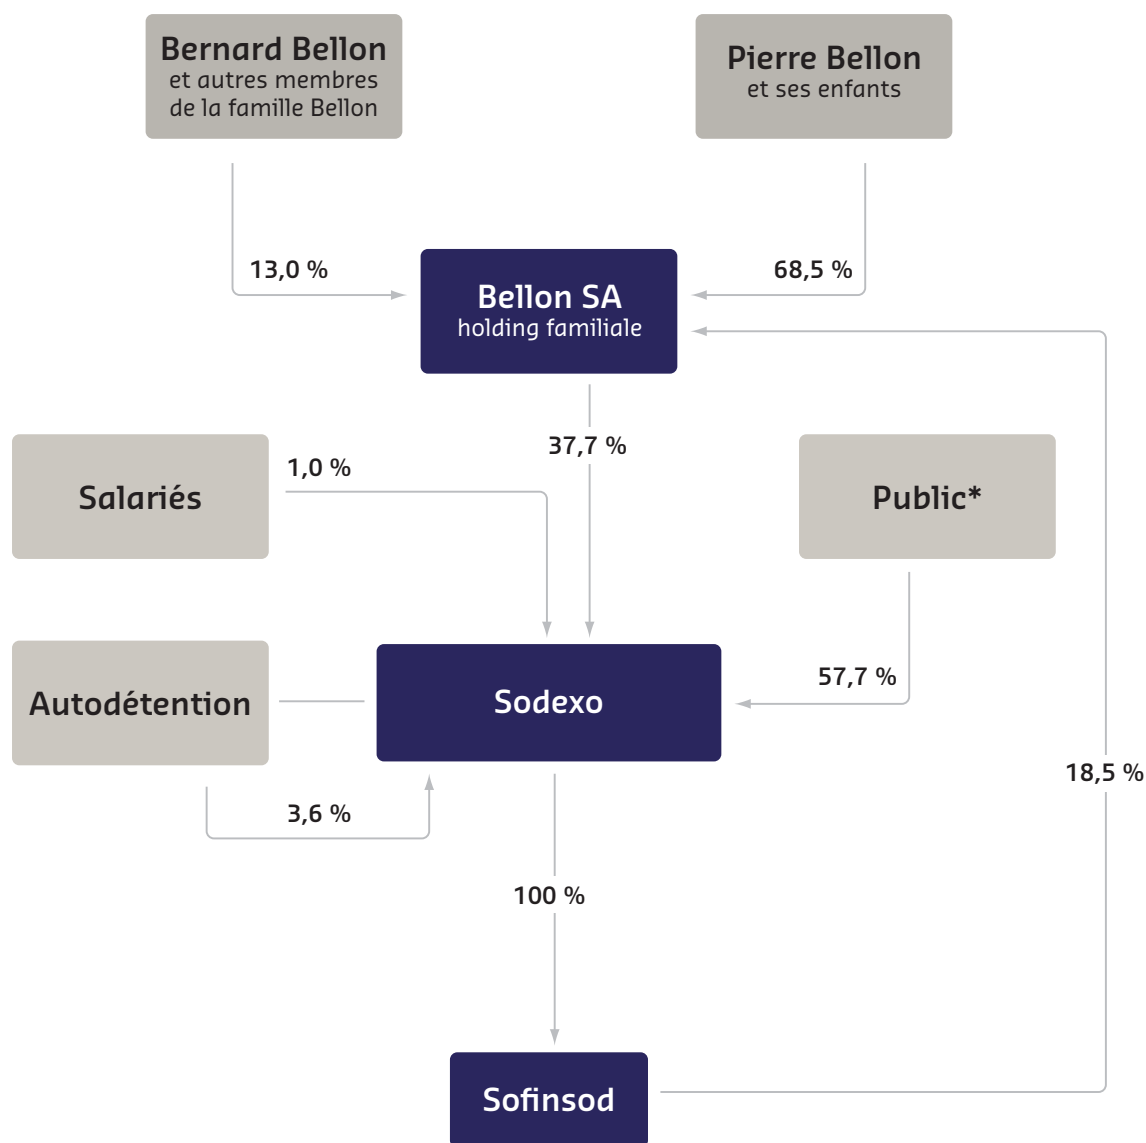 Bernard Bellon
et autres membres
de la famille Bellon
Pierre Bellon
et ses enfants
13,0 %
68,5 %
Bellon SA
holding familiale
37,7 %
Salariés
1,0 %
Public*
Autodétention
Sodexo
57,7 %
18,5 %
3,6 %
100 %
Sofinsod